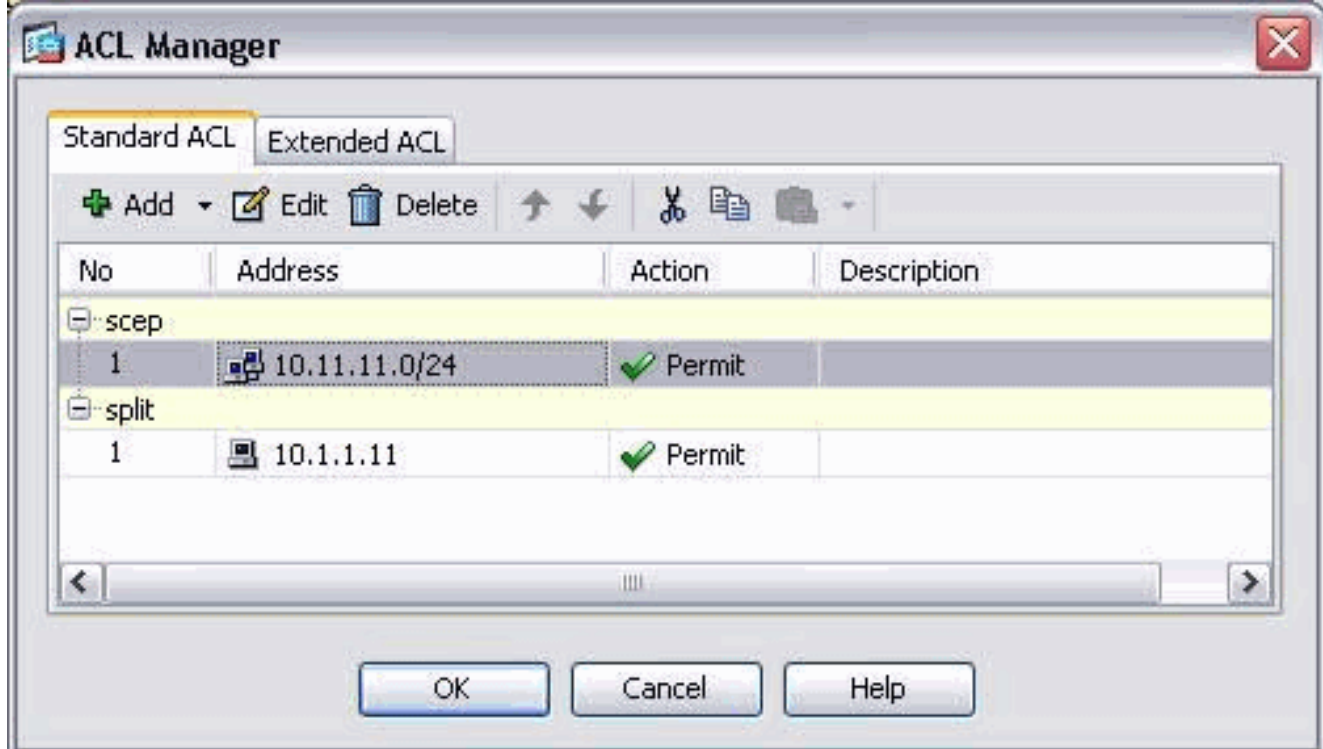 ACL Manager
Standard ACL Extended ACL
Add Edit Delete
No Address Action Description
scep
1 10.11.11.0/24 Permit
split
1 10.1.1.11 Permit
OK Cancel Help